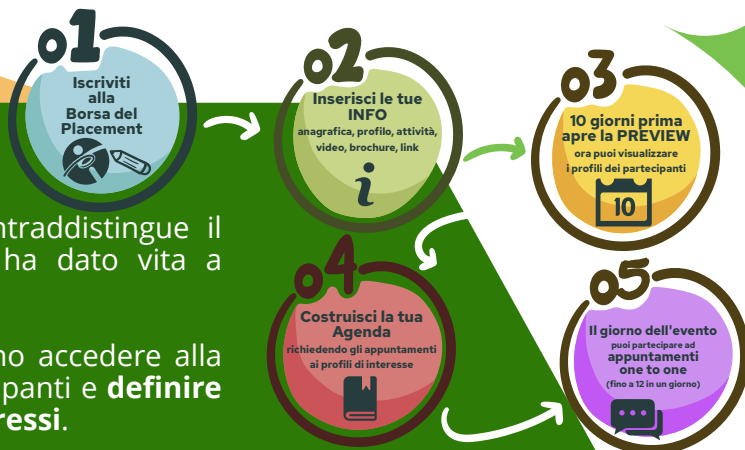 01
Iscriviti
alla
Borsa del
Placement
02
Inserisci le tue
INFO
anagrafica, profilo, attività,
video, brochure, link
i
03
10 giorni prima
apre la PREVIEW
ora puoi visualizzare
i profili dei partecipanti
10
ntraddistingue il
ha dato vita a
no accedere alla
panti e definire
ressi.
04
Costruisci la tua
Agenda
richiedendo gli appuntamenti
ai profili di interesse
05
Il giorno dell'evento
puoi partecipare ad
appuntamenti
one to one
(fino a 12 in un giorno)